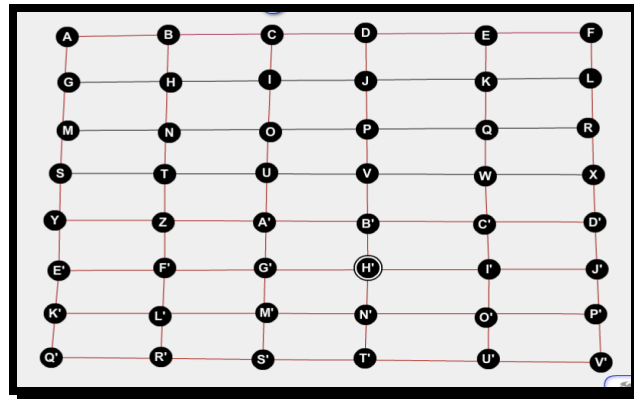 A B C D E F
G H I J K L
M N O P Q R
S T U V W X
Y Z A' B' C' D'
E' F' G' H' I' J'
K' L' M' N' O' P'
Q' R' S' T' U' V'